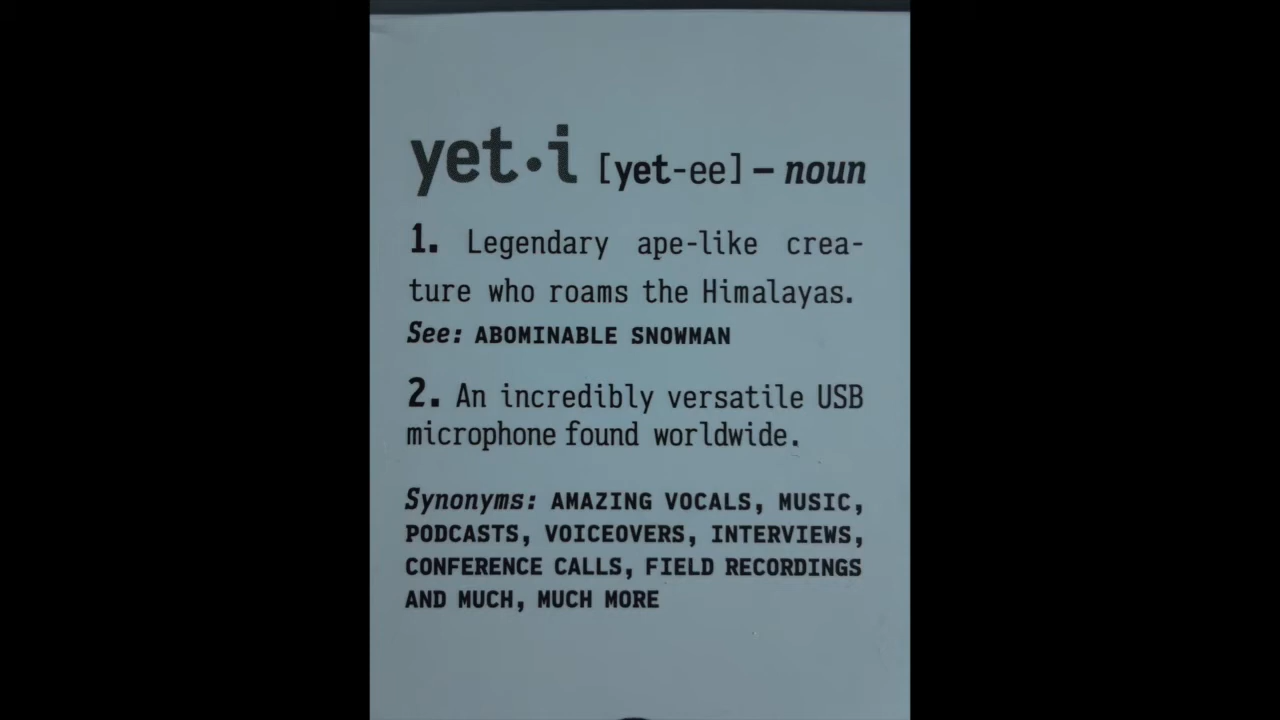 yet•i [yet-ee] – noun
1. Legendary ape-like crea-
ture who roams the Himalayas.
See: ABOMINABLE SNOWMAN
2. An incredibly versatile USB
microphone found worldwide.
Synonyms: AMAZING VOCALS, MUSIC,
PODCASTS, VOICEOVERS, INTERVIEWS,
CONFERENCE CALLS, FIELD RECORDINGS
AND MUCH, MUCH MORE